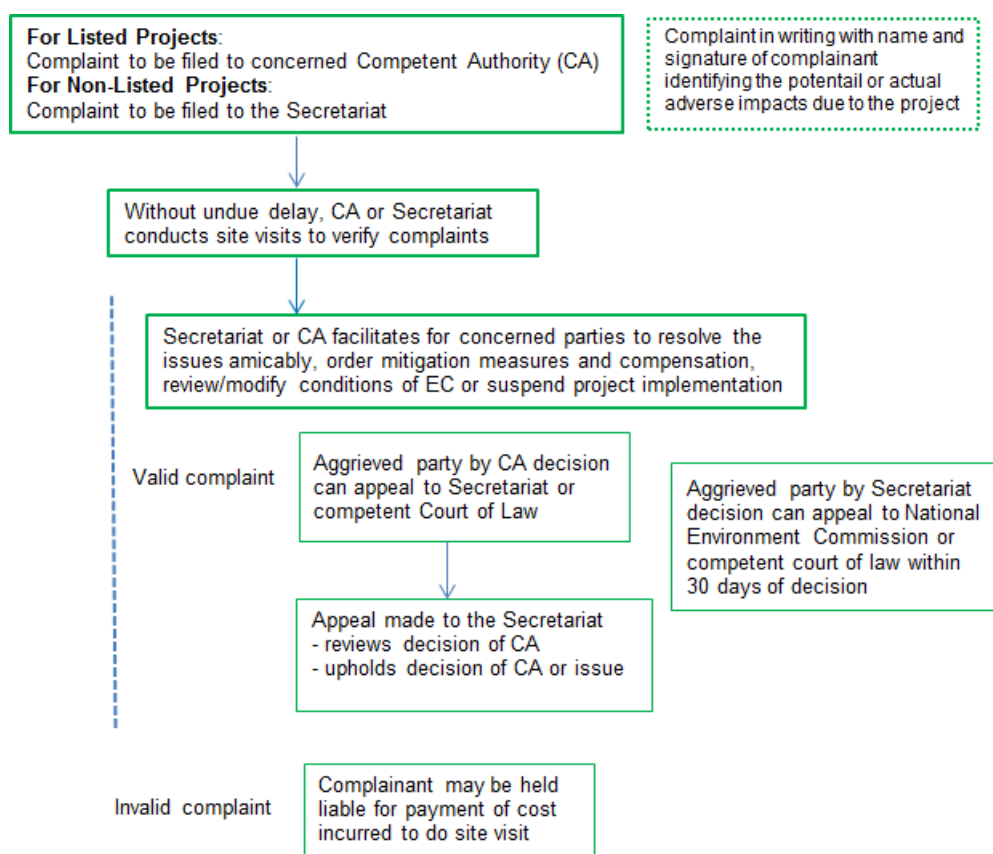 For Listed Projects:
Complaint to be filed to concerned Competent Authority (CA)
For Non-Listed Projects:
Complaint to be filed to the Secretariat
Complaint in writing with name and
signature of complainant
identifying the potentail or actual
adverse impacts due to the project
Without undue delay, CA or Secretariat
conducts site visits to verify complaints
Secretariat or CA facilitates for concerned parties to resolve the
issues amicably, order mitigation measures and compensation,
review/modify conditions of EC or suspend project implementation
Valid complaint
Aggrieved party by CA decision
can appeal to Secretariat or
competent Court of Law
Aggrieved party by Secretariat
decision can appeal to National
Environment Commission or
competent court of law within
30 days of decision
Appeal made to the Secretariat
- reviews decision of CA
- upholds decision of CA or issue
Invalid complaint
Complainant may be held
liable for payment of cost
incurred to do site visit